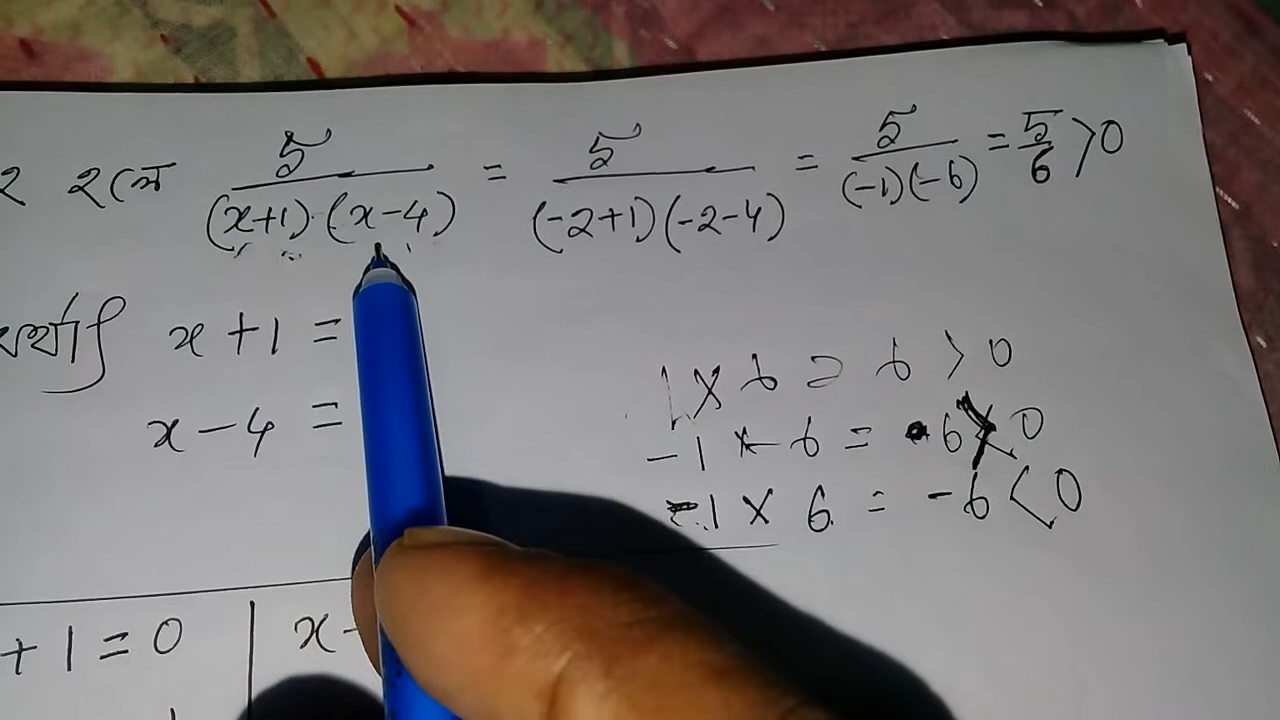 ২ হলে 5/((x+1)(x-4)) = 5/((-2+1)(-2-4)) = 5/((-1)(-6)) = 5/6 > 0
x+1 =
x-4 =
1 × 6 = 6 > 0
-1 × -6 = 6 > 0
-1 × 6 = -6 < 0
+ 1 = 0 | x-